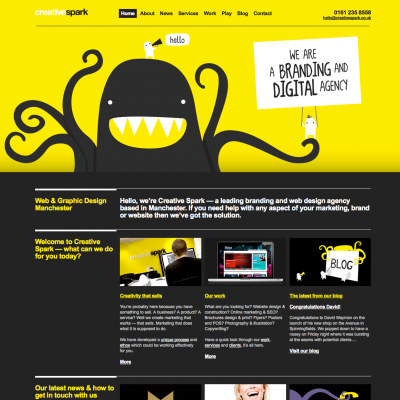 creativespark
Home About News Services Work Play Blog Contact
0161 235 8558
hello@creativespark.co.uk
hello
WE ARE
A BRANDING AND
DIGITAL AGENCY
Web & Graphic Design
Manchester
Hello, we're Creative Spark — a leading branding and web design agency
based in Manchester. If you need help with any aspect of your marketing, brand
or website then we've got the solution.
Welcome to Creative
Spark — what can we do
for you today?
BLOG
Creativity that sells
You're probably here because you have
something to sell. A business? A product? A
service? Well we create marketing that
works — that sells. Marketing that does
what it is supposed to do.
We have developed a unique process and
ethos which could be working effectively
for you.
More
Our work
What are you looking for? Website design &
construction? Online marketing & SEO?
Brochures design & print? Flyers? Posters
and POS? Photography & illustration?
Copywriting?
Have a quick look through our work,
services and clients, it's all here.
More
The latest from our blog
Congratulations David!
Congratulations to David Wayman on the
launch of his new shop on the Avenue in
Spinningfields. We popped down to have a
nosey on Friday night where it was bursting
at the seams with potential clients....
Visit our blog
Our latest news & how to
get in touch with us